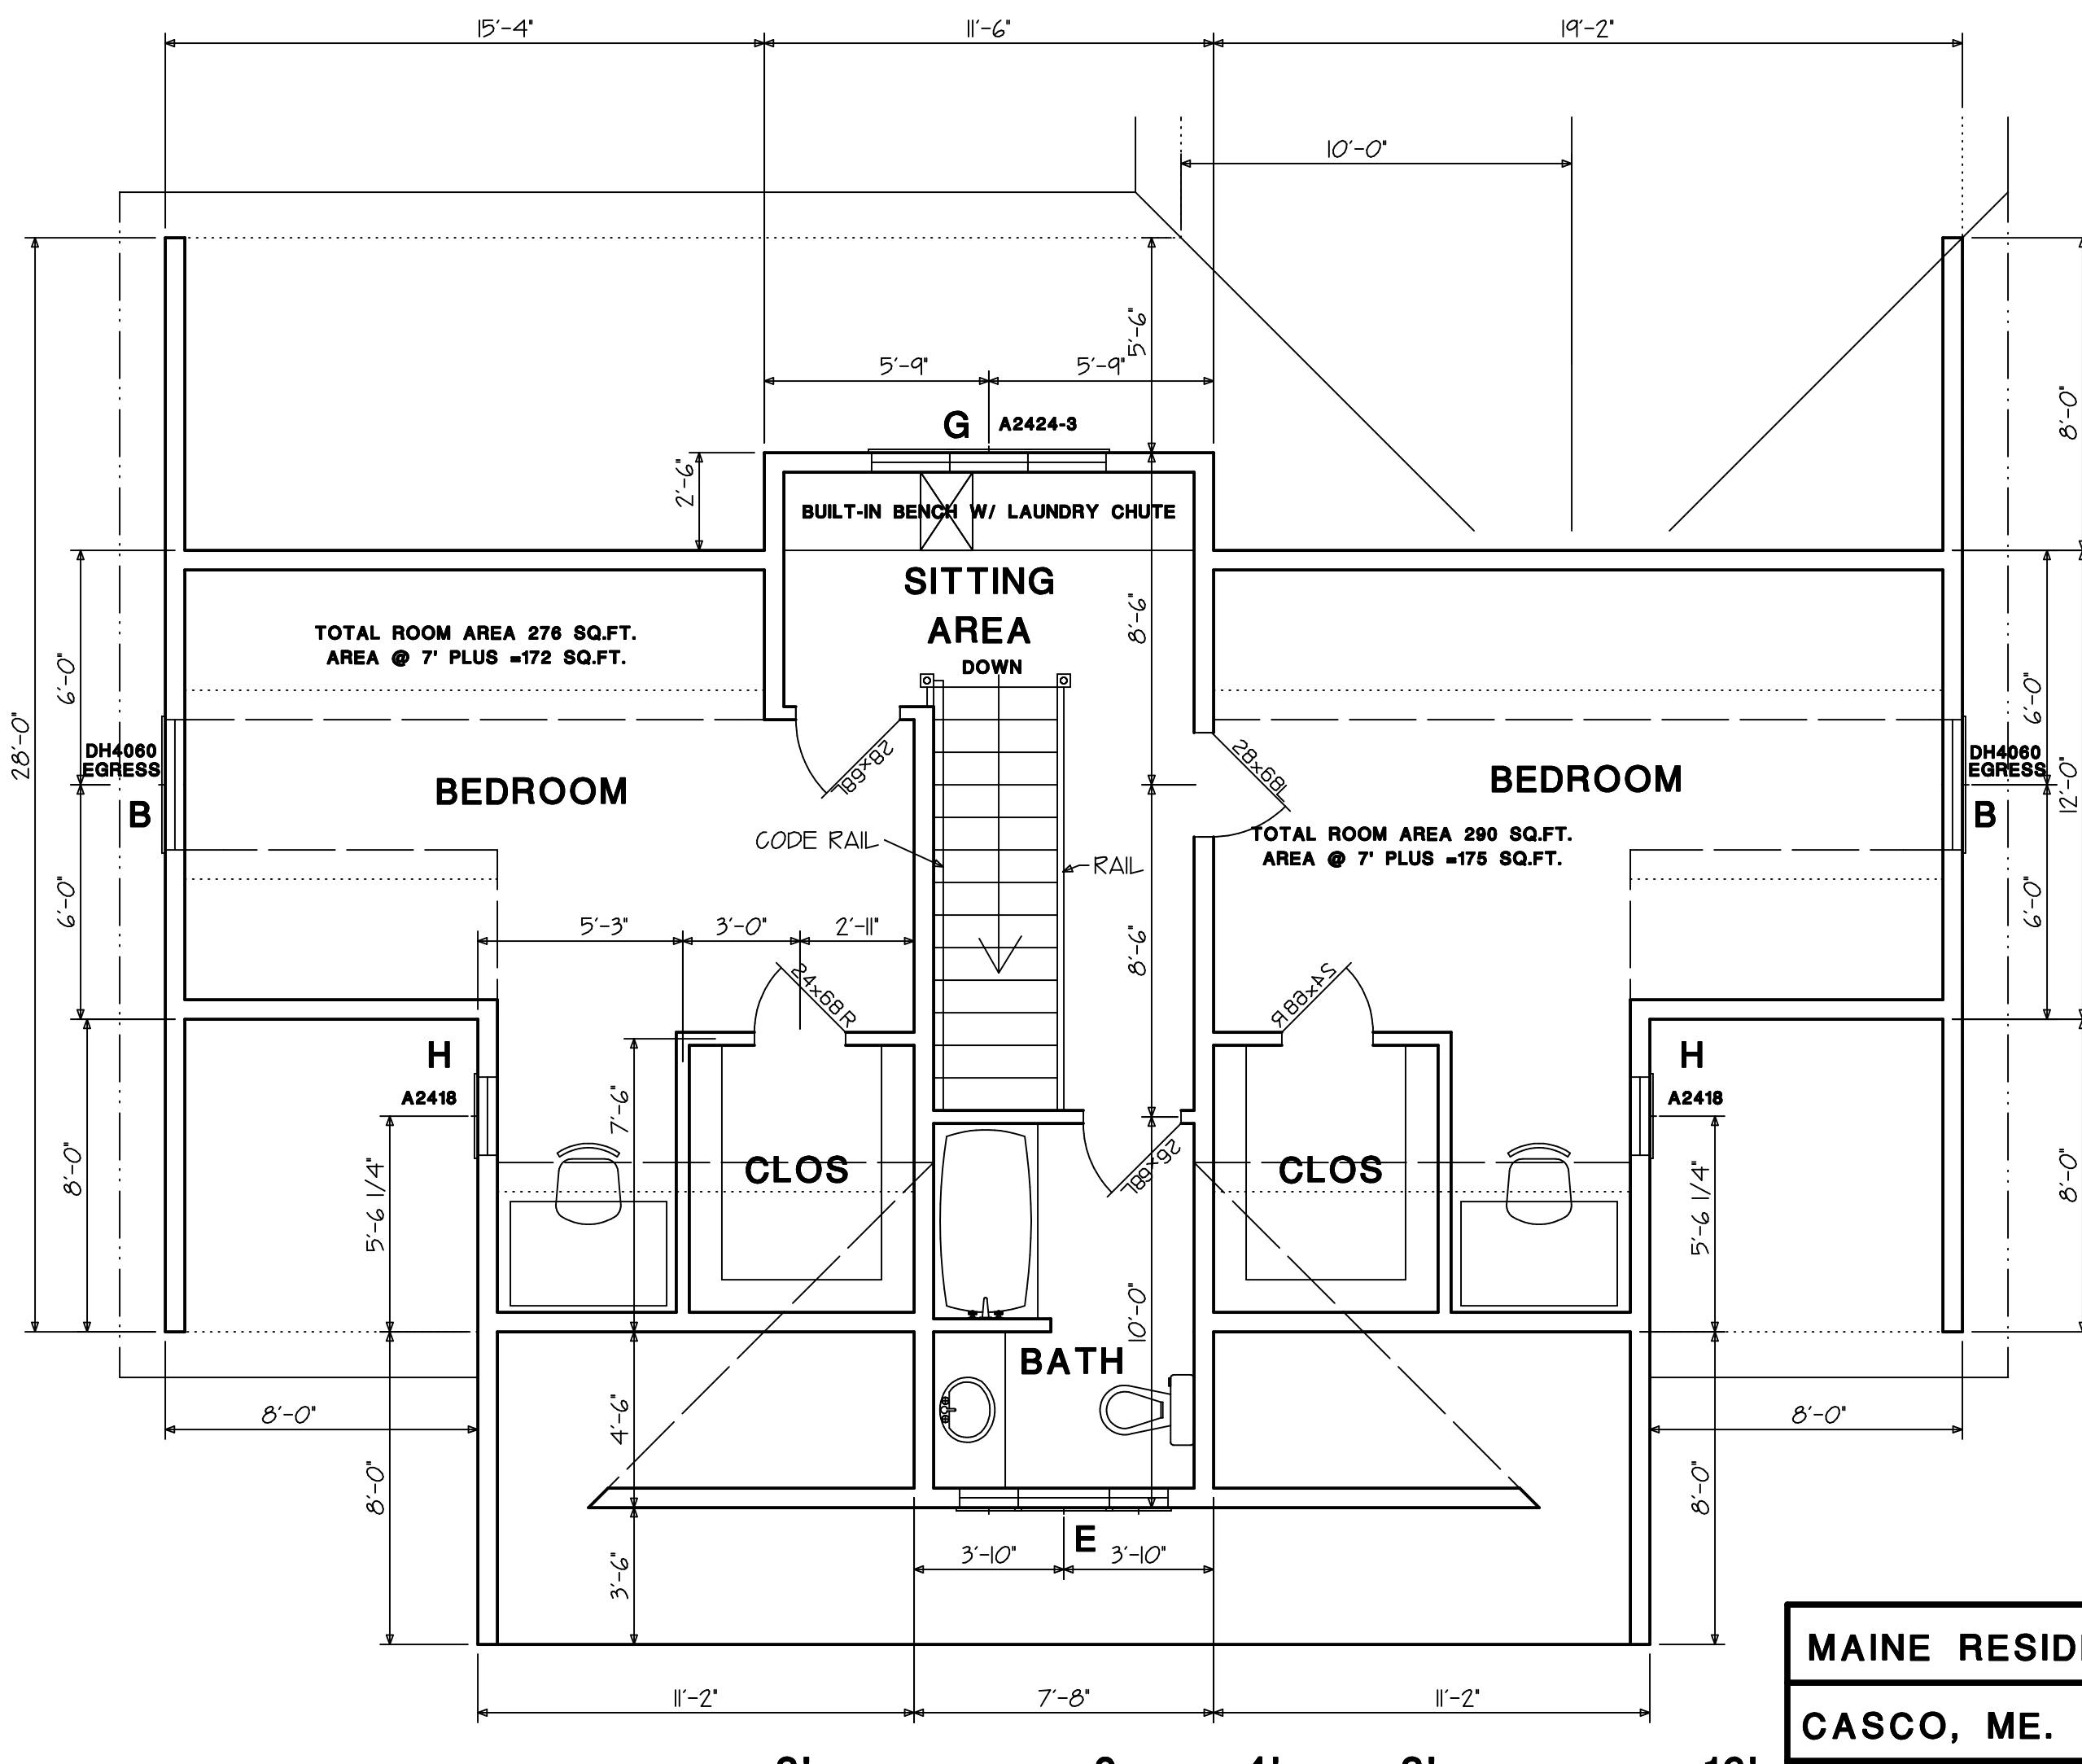 15'-4" 11'-6" 19'-2"
10'-0"
5'-6"
5'-9" 5'-9"
8'-0"
G A2424-3
2'-6"
BUILT-IN BENCH W/ LAUNDRY CHUTE
SITTING
AREA
DOWN
8'-6"
TOTAL ROOM AREA 276 SQ.FT.
AREA @ 7' PLUS =172 SQ.FT.
6'-0"
6'-0"
28'-0"
DH4060
EGRESS
B
BEDROOM
28x68L
28x68L
BEDROOM
DH4060
EGRESS
B
12'-0"
TOTAL ROOM AREA 290 SQ.FT.
AREA @ 7' PLUS =175 SQ.FT.
CODE RAIL
RAIL
6'-0"
6'-0"
5'-3" 3'-0" 2'-11"
8'-6"
24x68R
24x68R
H
A2418
H
A2418
7'-6"
8'-0"
5'-6 1/4"
CLOS
26x68L
CLOS
5'-6 1/4"
8'-0"
10'-0"
BATH
8'-0"
4'-6"
8'-0"
8'-0"
8'-0"
E
3'-10" 3'-10"
3'-6"
11'-2" 7'-8" 11'-2"
MAINE RESID
CASCO, ME.